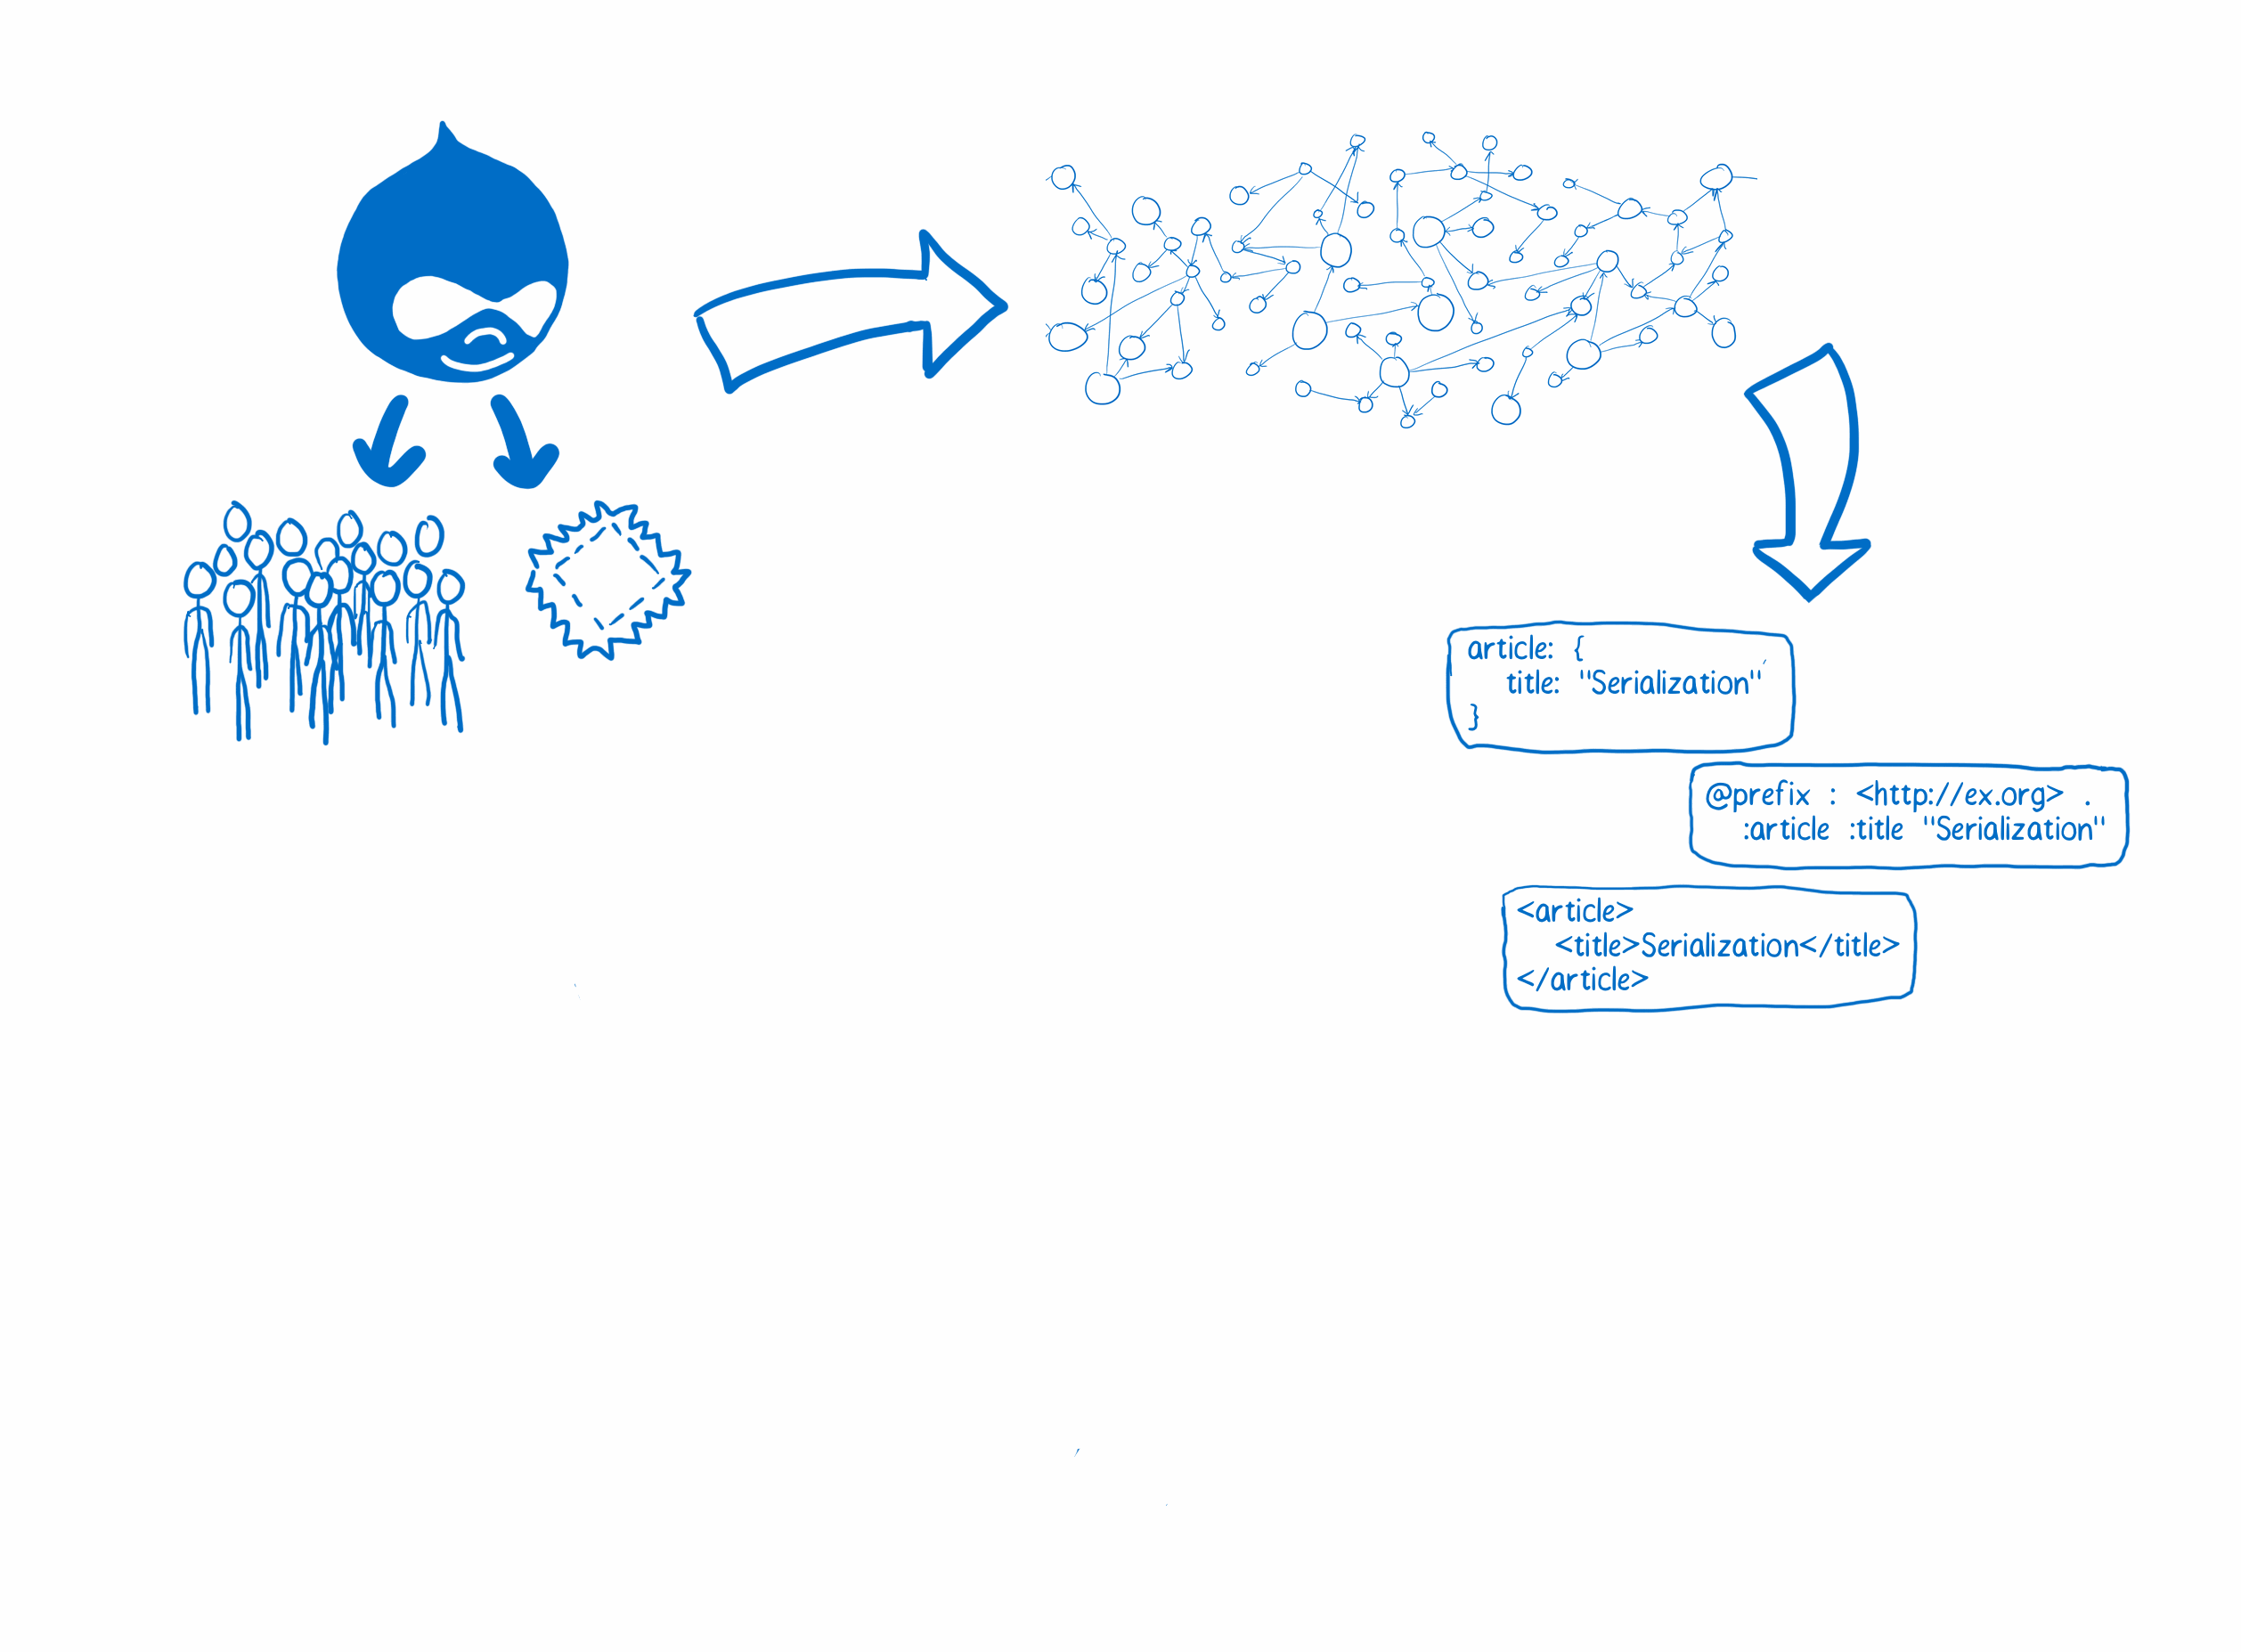 article: {
title: "Serialization"
}
@prefix : <http://ex.org> .
:article :title "Serialization"
<article>
<title>Serialization</title>
</article>